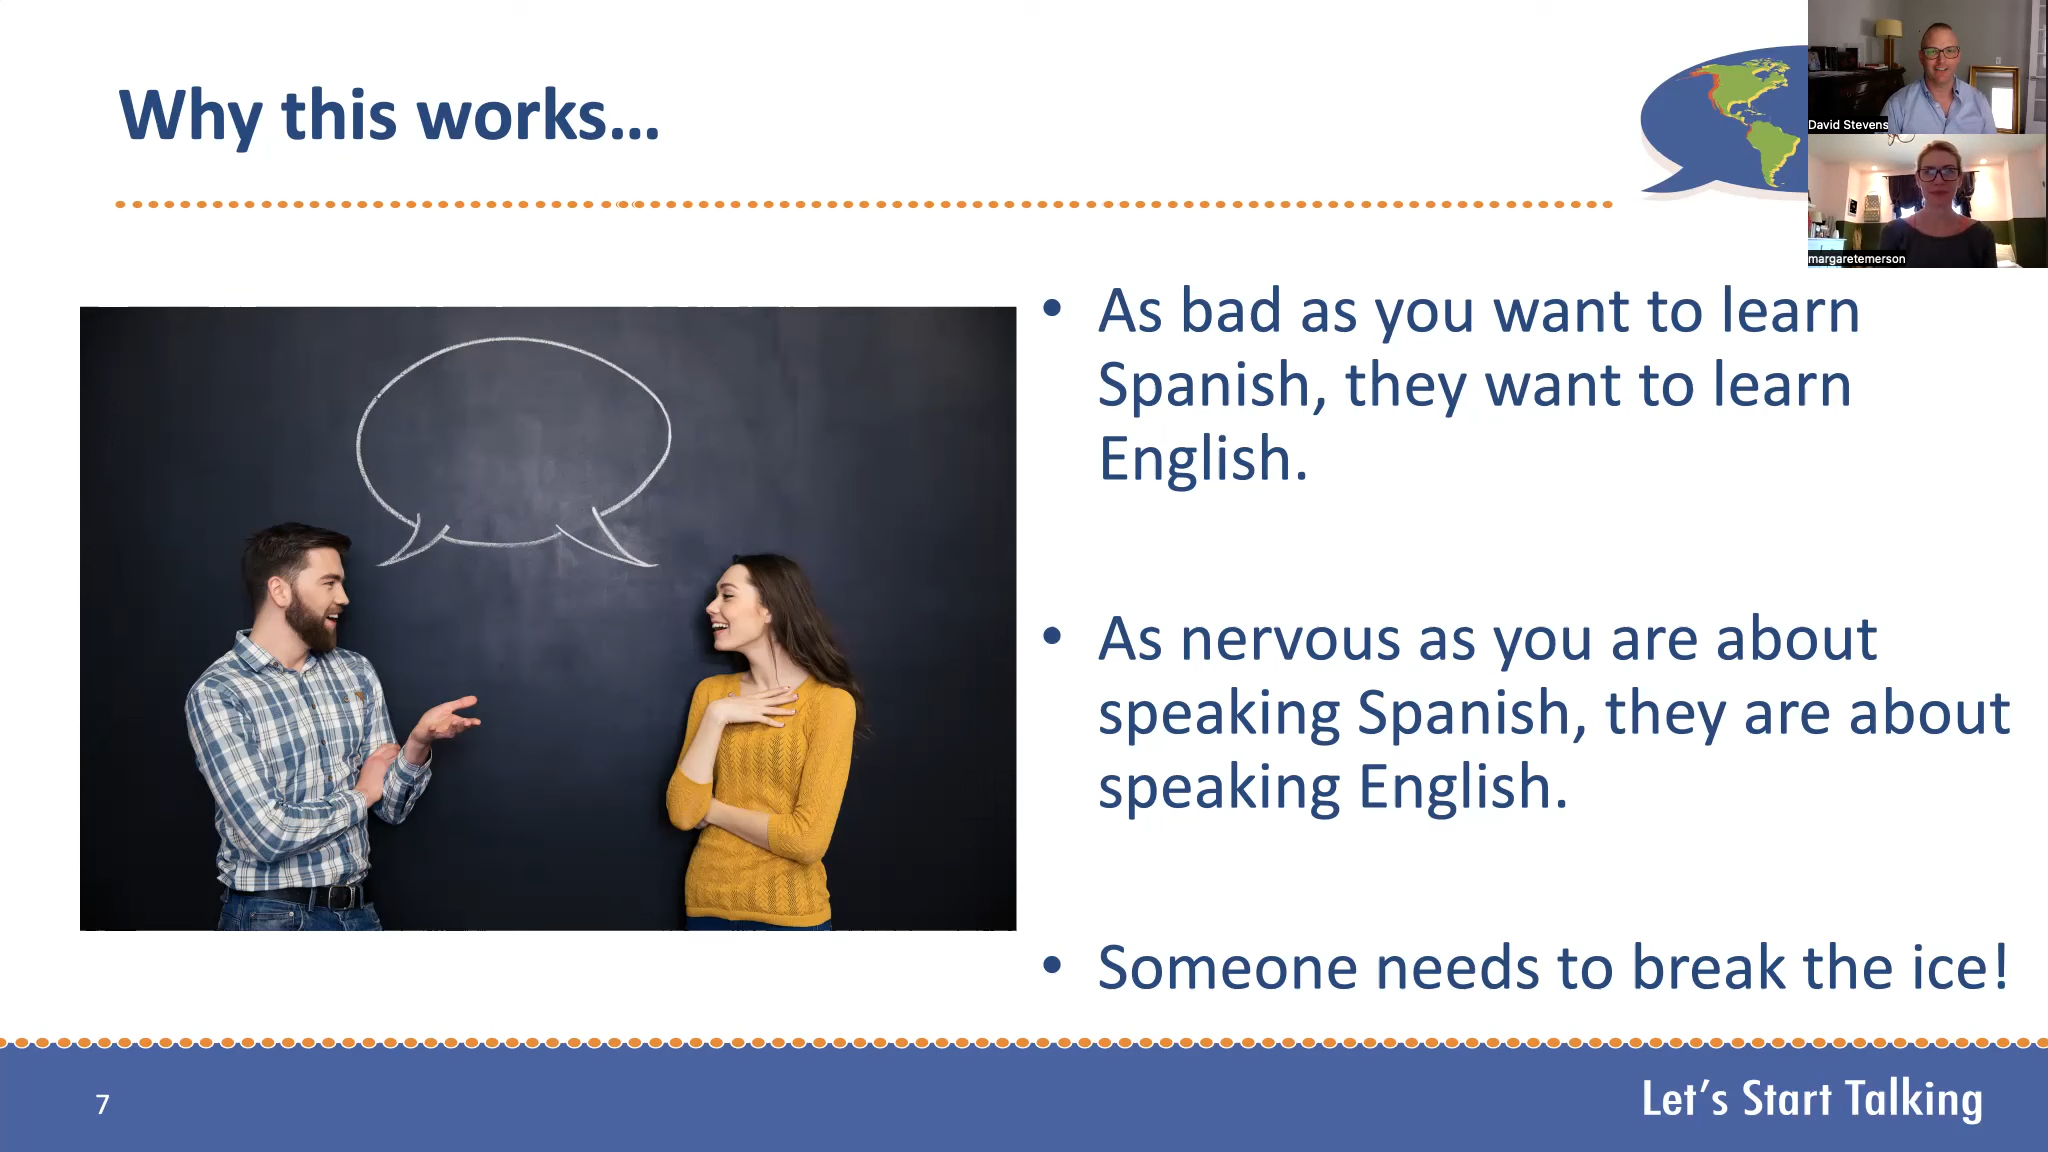 Why this works...
David Stevens
margaretemerson
• As bad as you want to learn
Spanish, they want to learn
English.
• As nervous as you are about
speaking Spanish, they are about
speaking English.
• Someone needs to break the ice!
7
Let's Start Talking